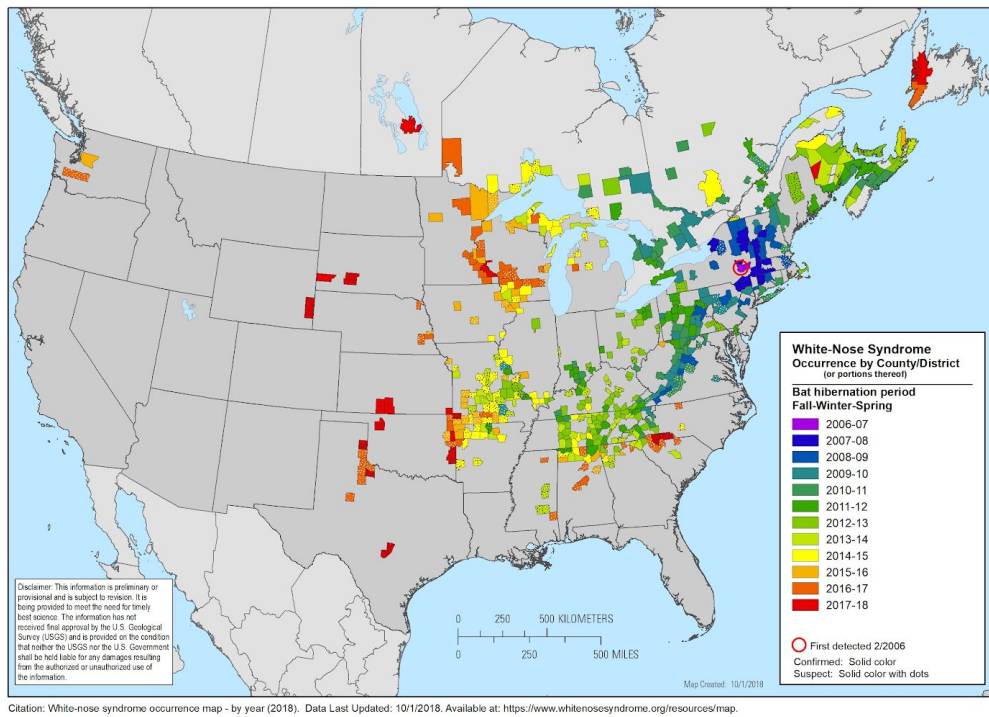 White-Nose Syndrome
Occurrence by County/District
(or portions thereof)
Bat hibernation period
Fall-Winter-Spring
2006-07
2007-08
2008-09
2009-10
2010-11
2011-12
2012-13
2013-14
2014-15
2015-16
2016-17
2017-18
First detected 2/2006
Confirmed: Solid color
Suspect: Solid color with dots
Disclaimer: This information is preliminary or
provisional and is subject to revision. It is
being provided to meet the need for timely
best science. The information has not
received final approval by the U.S. Geological
Survey (USGS) and is provided on the condition
that neither the USGS nor the U.S. Government
shall be held liable for any damages resulting
from the authorized or unauthorized use of
the information.
0 250 500 KILOMETERS
0 250 500 MILES
Map Created: 10/1/2018
Citation: White-nose syndrome occurrence map - by year (2018). Data Last Updated: 10/1/2018. Available at: https://www.whitenosesyndrome.org/resources/map.